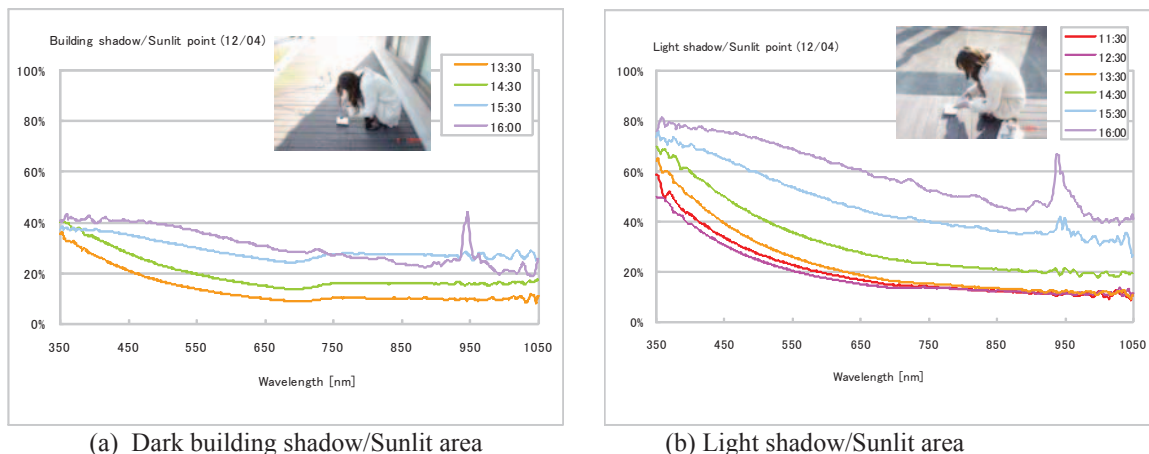 Building shadow/Sunlit point (12/04)
13:30
14:30
15:30
16:00
100%
80%
60%
40%
20%
0%
350 450 550 650 750 850 950 1050
Wavelength [nm]
(a) Dark building shadow/Sunlit area
Light shadow/Sunlit point (12/04)
11:30
12:30
13:30
14:30
15:30
16:00
100%
80%
60%
40%
20%
0%
350 450 550 650 750 850 950 1050
Wavelength [nm]
(b) Light shadow/Sunlit area